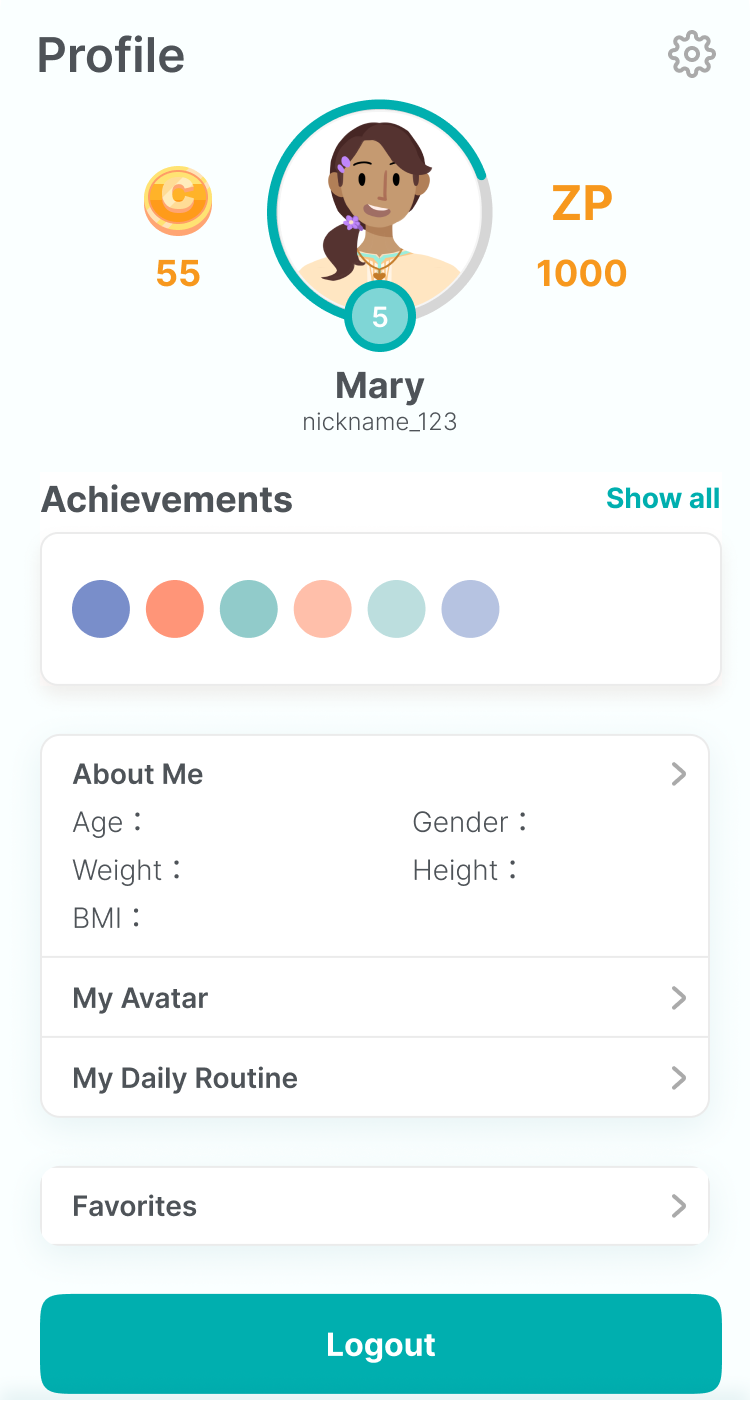 Profile
C
ZP
55
1000
5
Mary
nickname_123
Achievements Show all
About Me
Age : Gender :
Weight : Height :
BMI :
My Avatar
My Daily Routine
Favorites
Logout